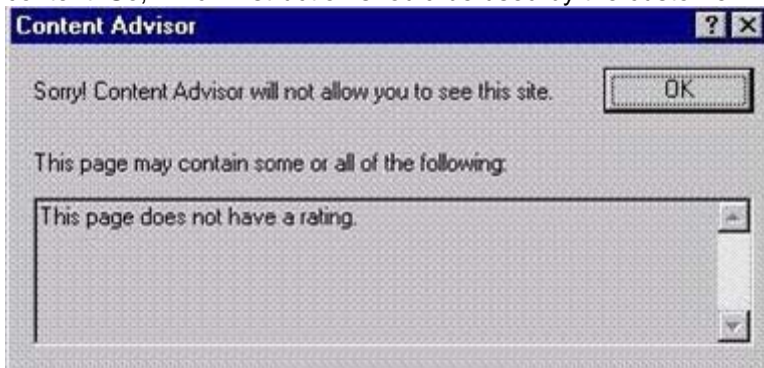 Content Advisor
Sorry! Content Advisor will not allow you to see this site.
OK
This page may contain some or all of the following:
This page does not have a rating.